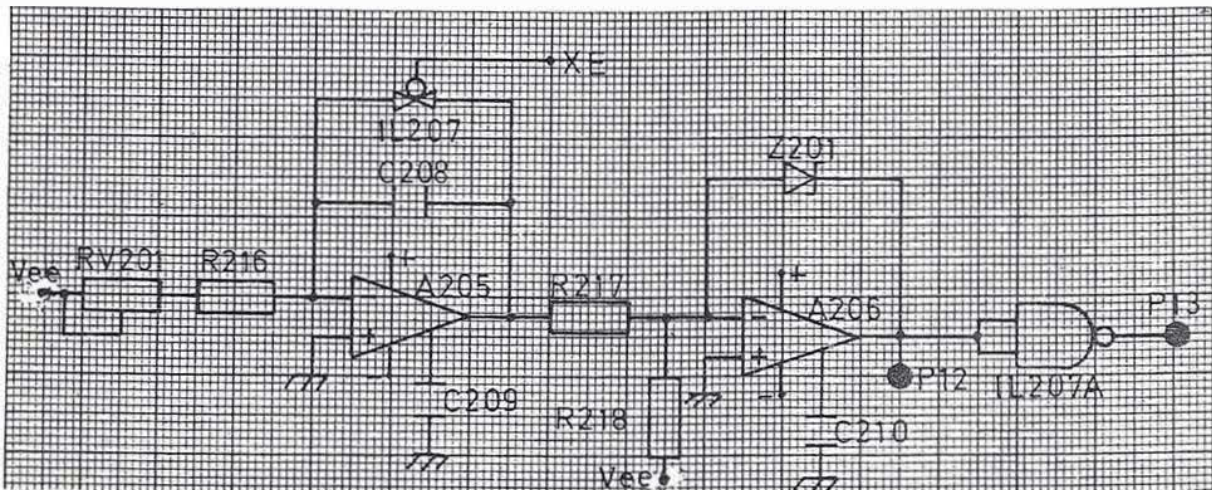 XE
IL207
Z201
C208
Vee
RV201
R216
+
A205
R217
+
A206
P13
-
+
+
-
C209
R218
-
P12
IL207A
C210
Vee